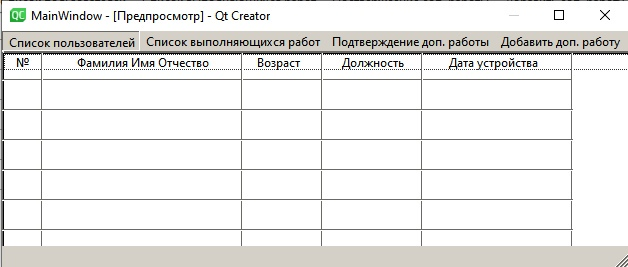 QC MainWindow - [Предпросмотр] - Qt Creator
Список пользователей Список выполняющихся работ Подтверждение доп. работы Добавить доп. работу
№ Фамилия Имя Отчество Возраст Должность Дата устройства